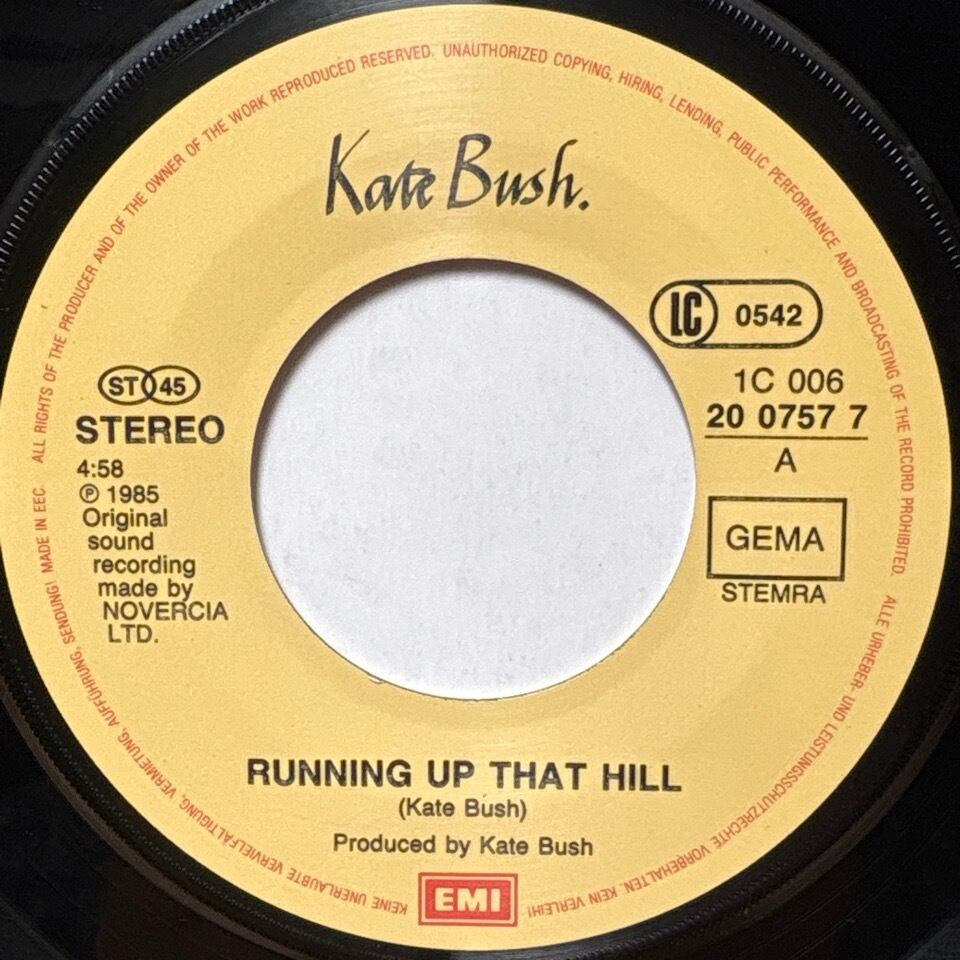 ALL RIGHTS OF THE PRODUCER AND OF THE OWNER OF THE WORK REPRODUCED RESERVED. UNAUTHORIZED COPYING, HIRING, LENDING, PUBLIC PERFORMANCE AND BROADCASTING OF THE RECORD PROHIBITED.
Kate Bush.
LC 0542
1C 006
20 0757 7
A
GEMA
STEMRA
ST 45
STEREO
4:58
℗ 1985
Original
sound
recording
made by
NOVERCIA
LTD.
RUNNING UP THAT HILL
(Kate Bush)
Produced by Kate Bush
EMI
ALLE URHEBER- UND LEISTUNGSSCHUTZRECHTE VORBEHALTEN. KEIN VERLEIH!
KEINE UNERLAUBTE VERVIELFÄLTIGUNG, VERMIETUNG, AUFFÜHRUNG, SENDUNG! MADE IN EEC.